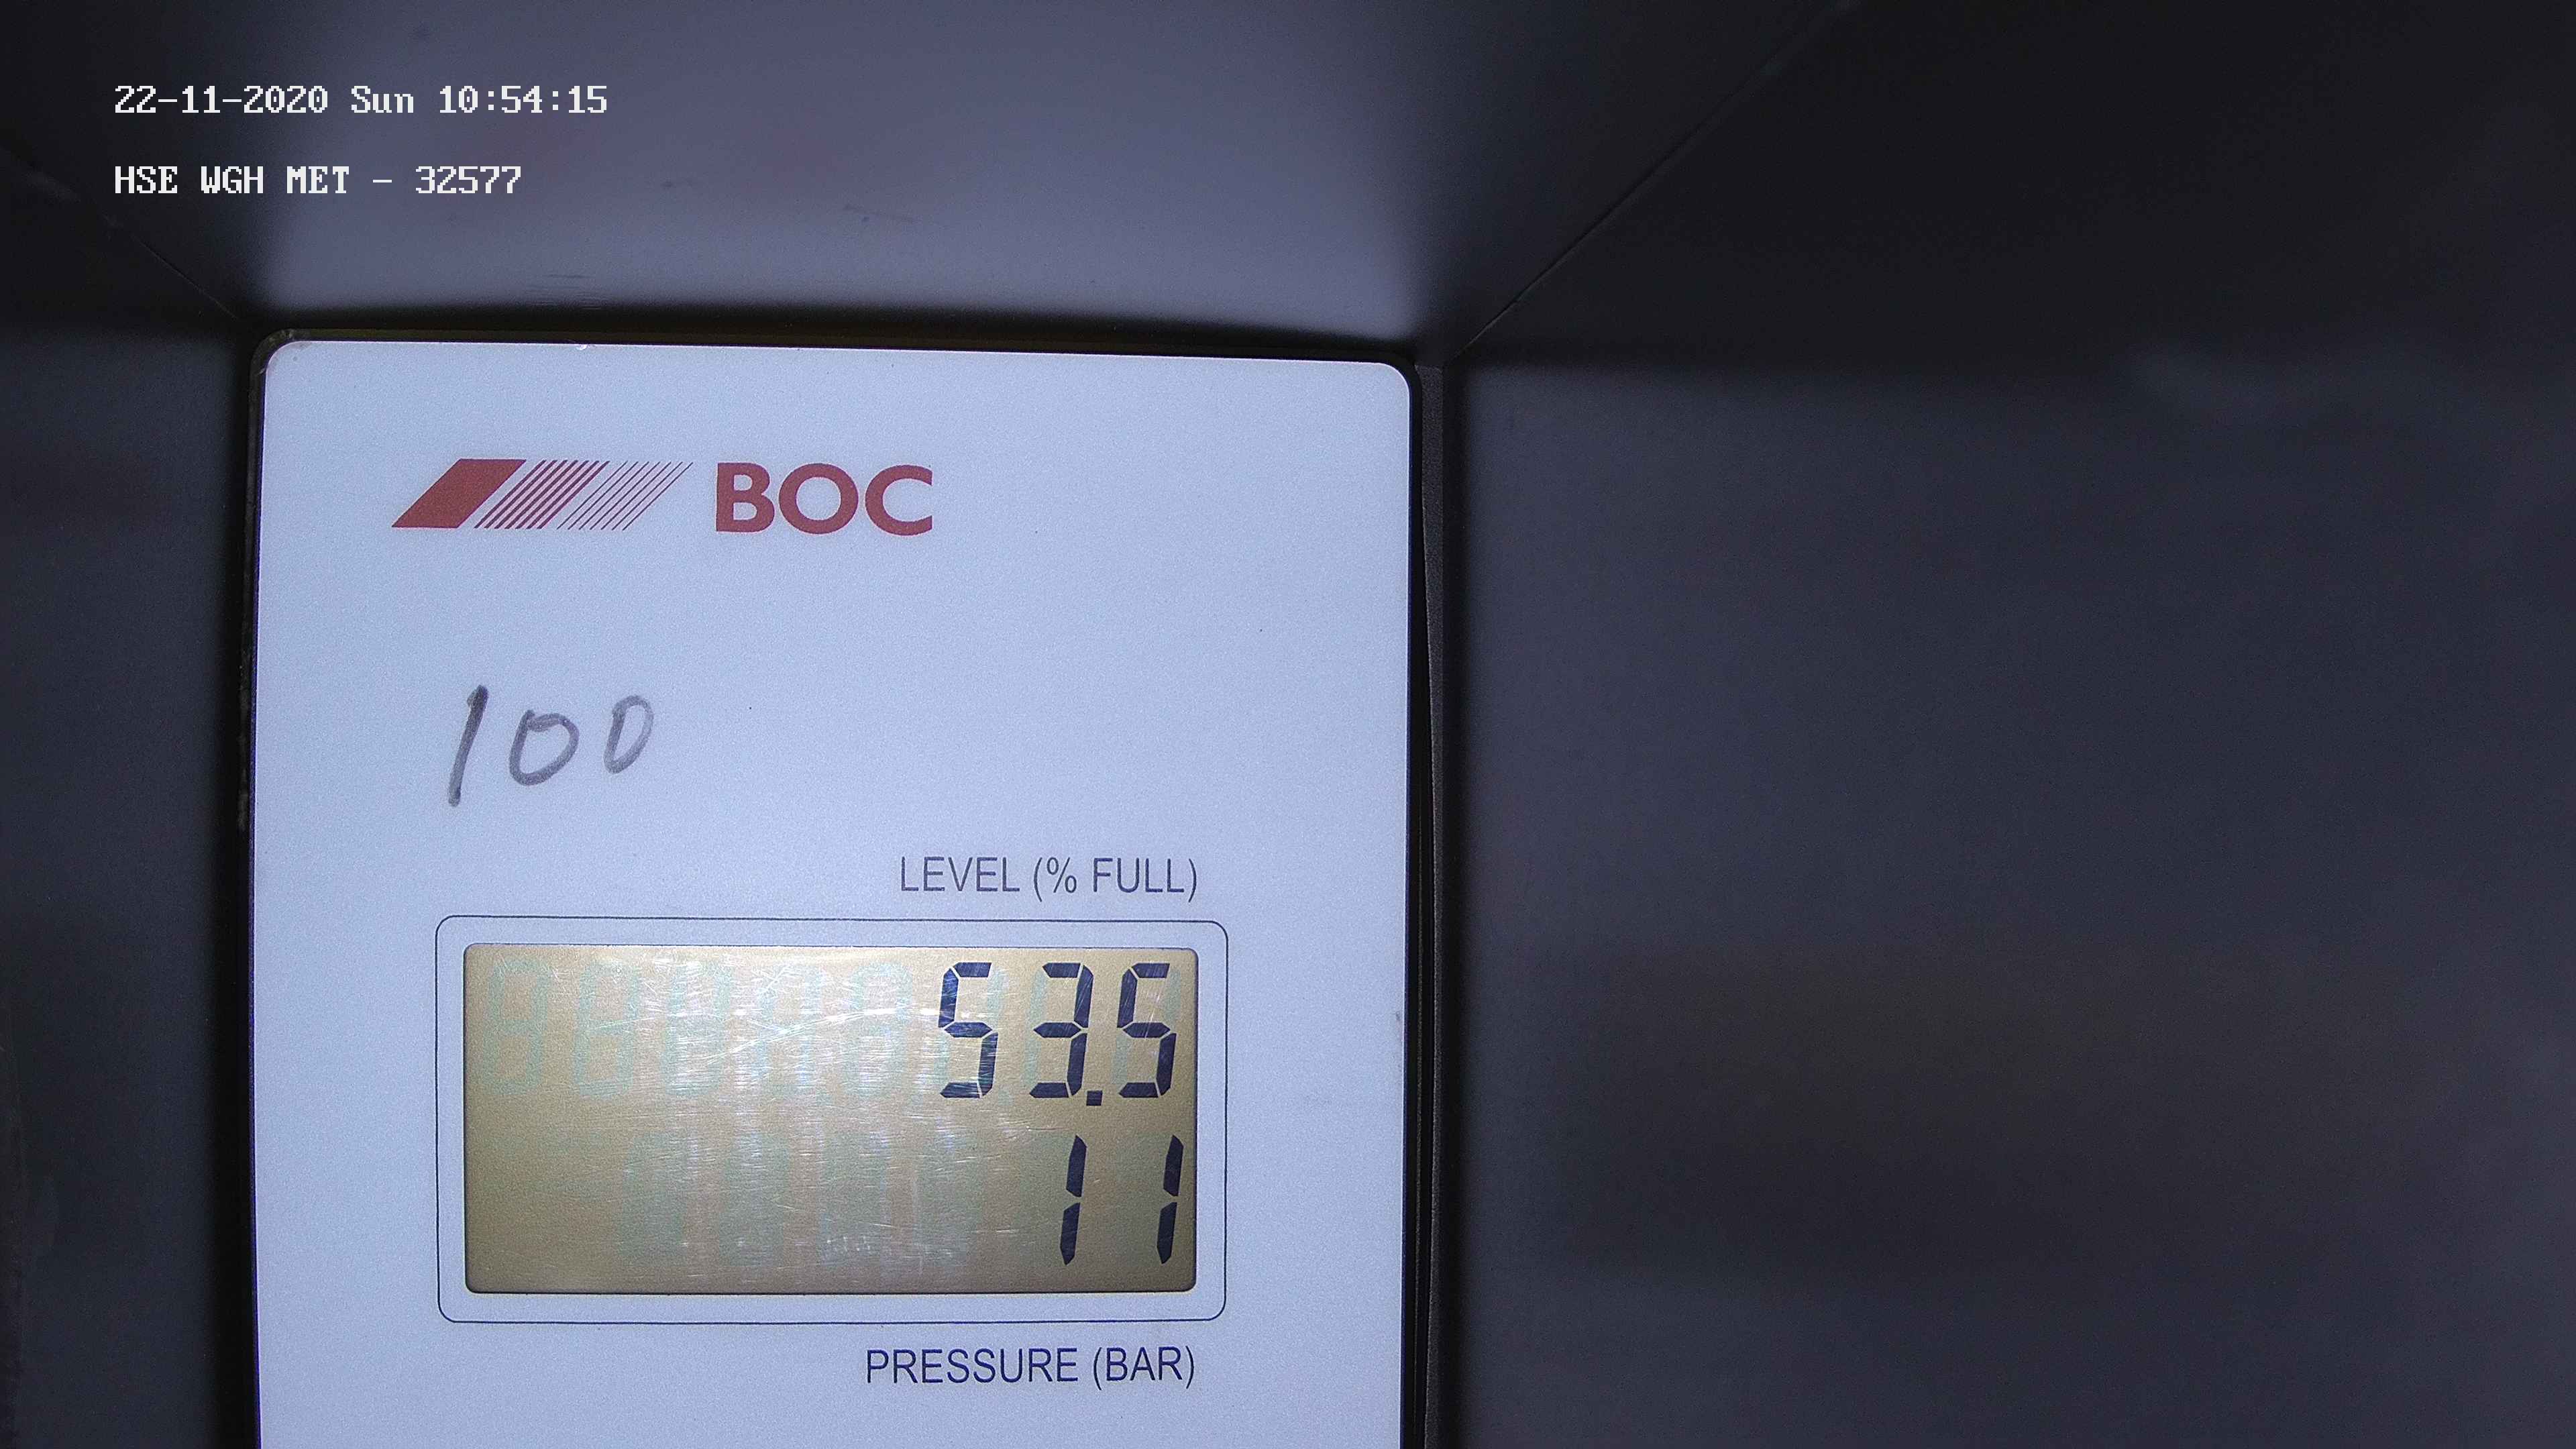 22-11-2020 Sun 10:54:15
HSE WGH MET - 32577
BOC
100
LEVEL (% FULL)
53.5
11
PRESSURE (BAR)